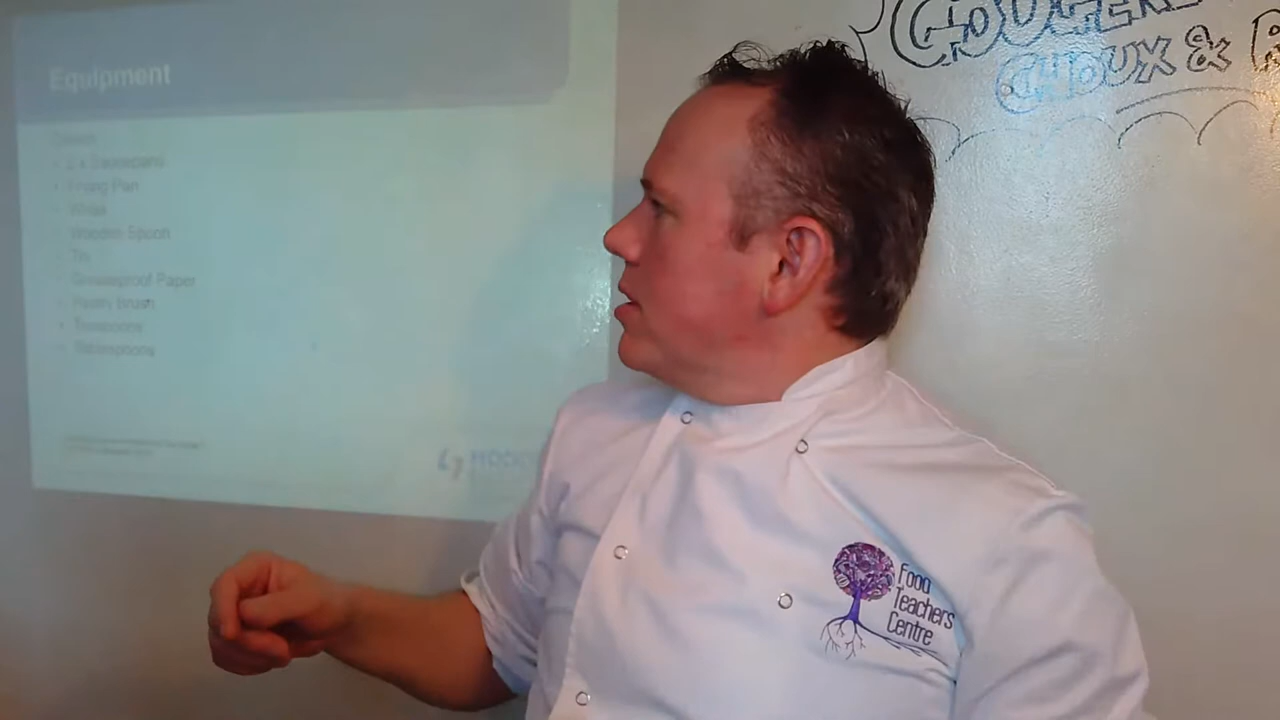 Equipment
2 x Saucepans
Frying Pan
Whisk
Wooden Spoon
Tin
Greaseproof Paper
Pastry Brush
Teaspoons
Tablespoons
CHOUX &
Food
Teachers
Centre